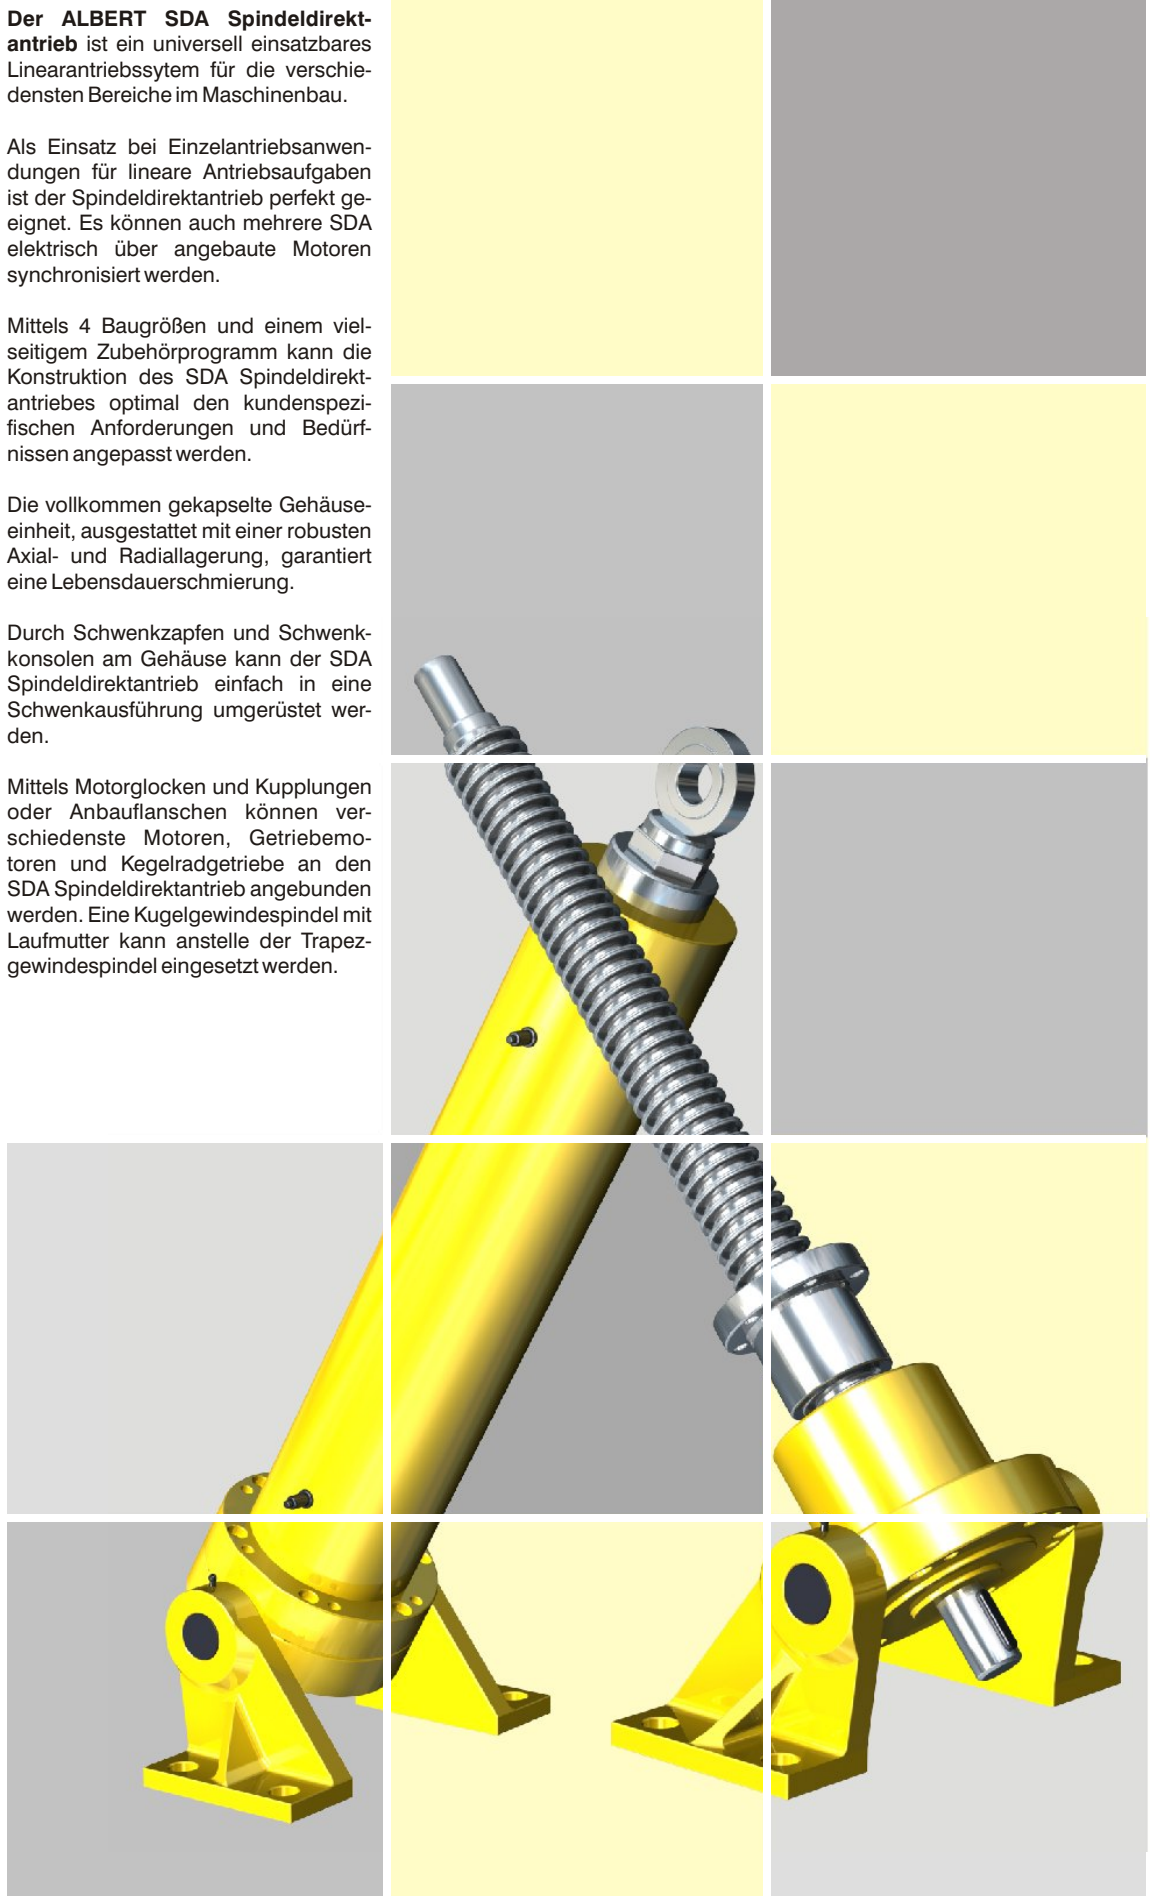 Der ALBERT SDA Spindeldirekt-
antrieb ist ein universell einsatzbares
Linearantriebssytem für die verschie-
densten Bereiche im Maschinenbau.
Als Einsatz bei Einzelantriebsanwen-
dungen für lineare Antriebsaufgaben
ist der Spindeldirektantrieb perfekt ge-
eignet. Es können auch mehrere SDA
elektrisch über angebaute Motoren
synchronisiert werden.
Mittels 4 Baugrößen und einem viel-
seitigem Zubehörprogramm kann die
Konstruktion des SDA Spindeldirekt-
antriebes optimal den kundenspezi-
fischen Anforderungen und Bedürf-
nissen angepasst werden.
Die vollkommen gekapselte Gehäuse-
einheit, ausgestattet mit einer robusten
Axial- und Radiallagerung, garantiert
eine Lebensdauerschmierung.
Durch Schwenkzapfen und Schwenk-
konsolen am Gehäuse kann der SDA
Spindeldirektantrieb einfach in eine
Schwenkausführung umgerüstet wer-
den.
Mittels Motorglocken und Kupplungen
oder Anbauflanschen können ver-
schiedenste Motoren, Getriebemo-
toren und Kegelradgetriebe an den
SDA Spindeldirektantrieb angebunden
werden. Eine Kugelgewindespindel mit
Laufmutter kann anstelle der Trapez-
gewindespindel eingesetzt werden.